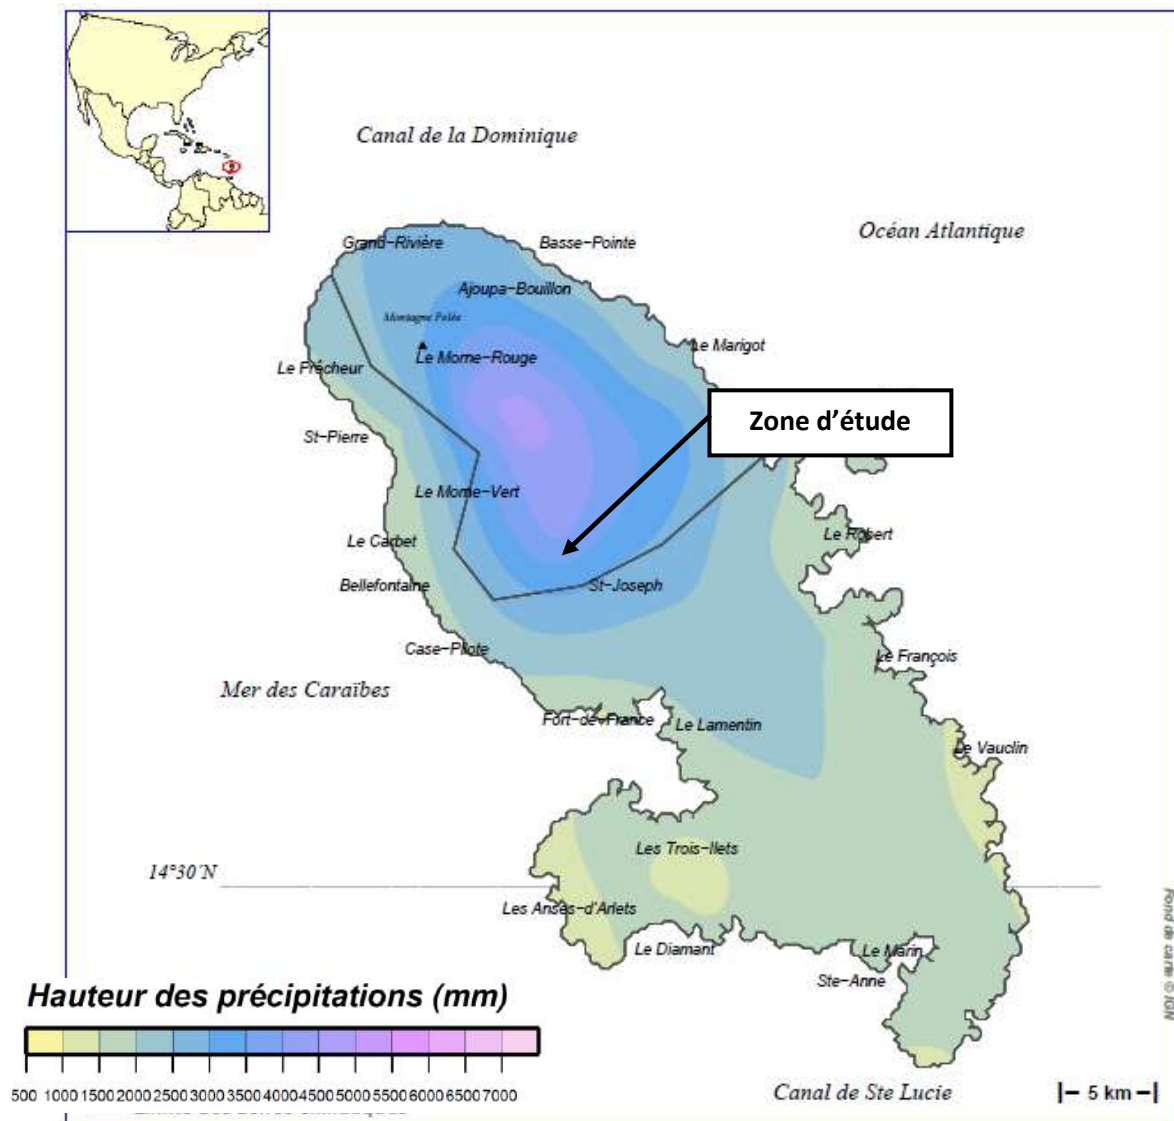 Canal de la Dominique
Océan Atlantique
Grand-Rivière
Basse-Pointe
Ajoupa-Bouillon
Montagne Pelée
Le Marigot
Le Morne-Rouge
Le Prêcheur
Zone d'étude
St-Pierre
Le Morne-Vert
Le Carbet
Le Robert
Bellefontaine
St-Joseph
Case-Pilote
Le François
Mer des Caraïbes
Fort-de-France
Le Lamentin
Le Vauclin
Les Trois-Ilets
14°30'N
Les Anses-d'Arlets
Le Diamant
Le Marin
Ste-Anne
Fond de carte © IGN
Hauteur des précipitations (mm)
500 1000 1500 2000 2500 3000 3500 4000 4500 5000 5500 6000 6500 7000
Canal de Ste Lucie
5 km